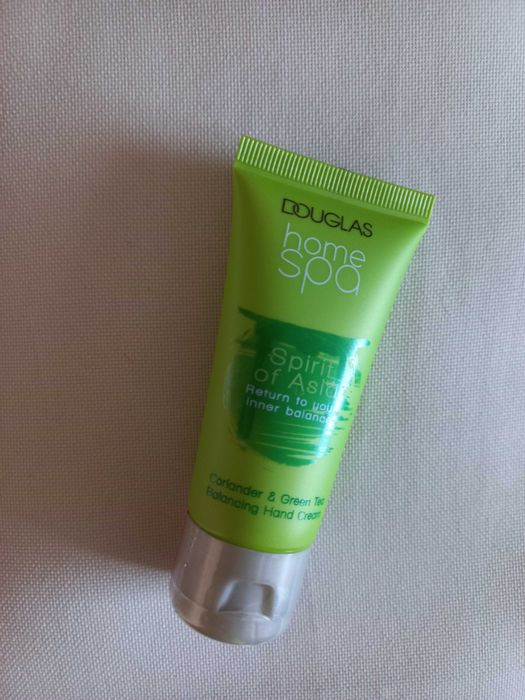 DOUGLAS
home
spa
Spirit
of Asia
Return to your
inner balance
Coriander & Green Tea
Balancing Hand Cream